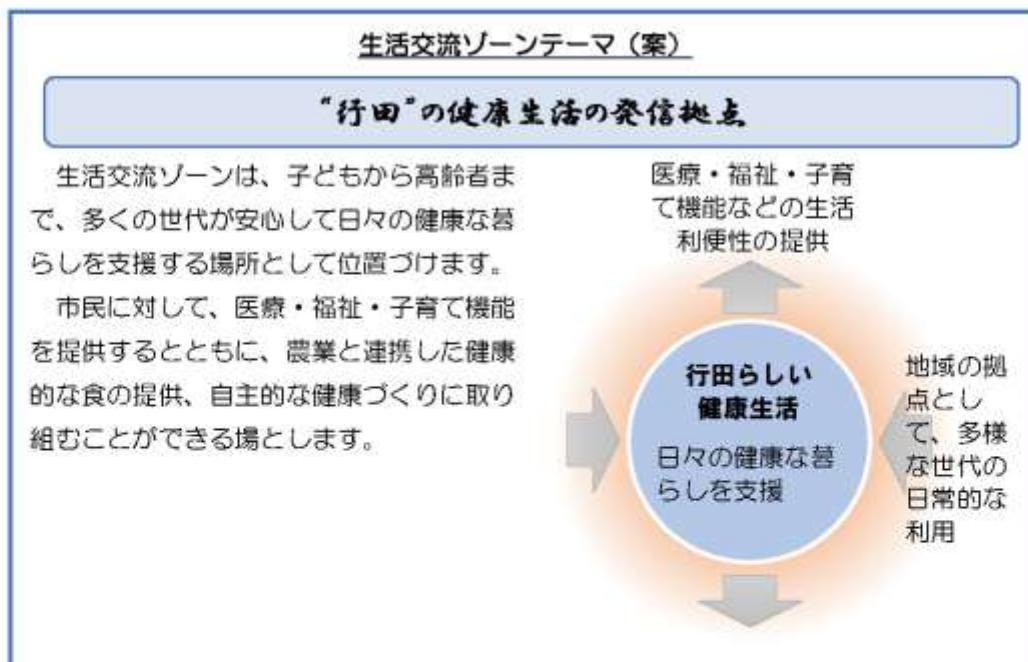 生活交流ゾーンテーマ（案）
“行田”の健康生活の発信拠点
生活交流ゾーンは、子どもから高齢者ま
で、多くの世代が安心して日々の健康な暮
らしを支援する場所として位置づけます。
市民に対して、医療・福祉・子育て機能
を提供するとともに、農業と連携した健康
的な食の提供、自主的な健康づくりに取り
組むことができる場とします。
医療・福祉・子育
て機能などの生活
利便性の提供
行田らしい
健康生活
日々の健康な暮
らしを支援
地域の拠
点とし
て、多様
な世代の
日常的な
利用